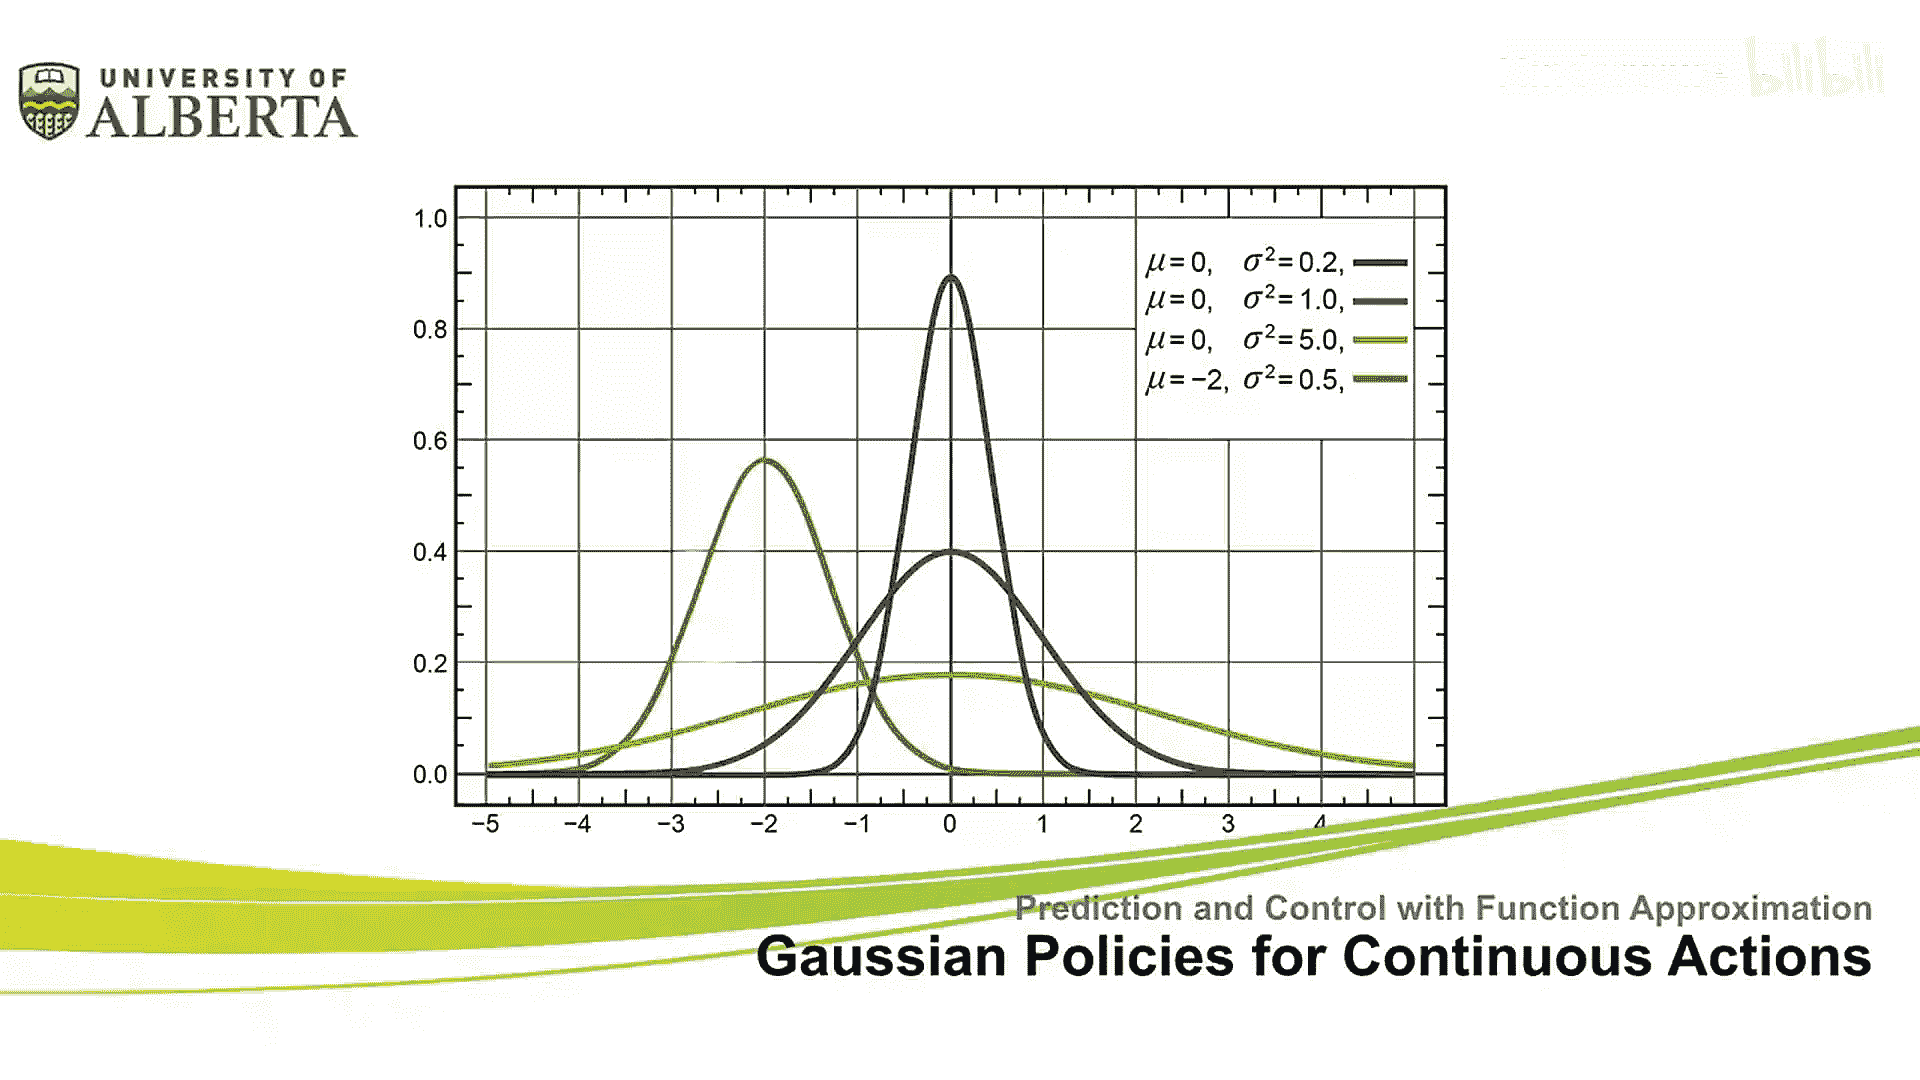 UNIVERSITY OF
ALBERTA
bilibili
1.0
0.8
0.6
0.4
0.2
0.0
μ=0, σ²=0.2,
μ=0, σ²=1.0,
μ=0, σ²=5.0,
μ=−2, σ²=0.5,
−5 −4 −3 −2 −1 0 1 2 3 4
Prediction and Control with Function Approximation
Gaussian Policies for Continuous Actions